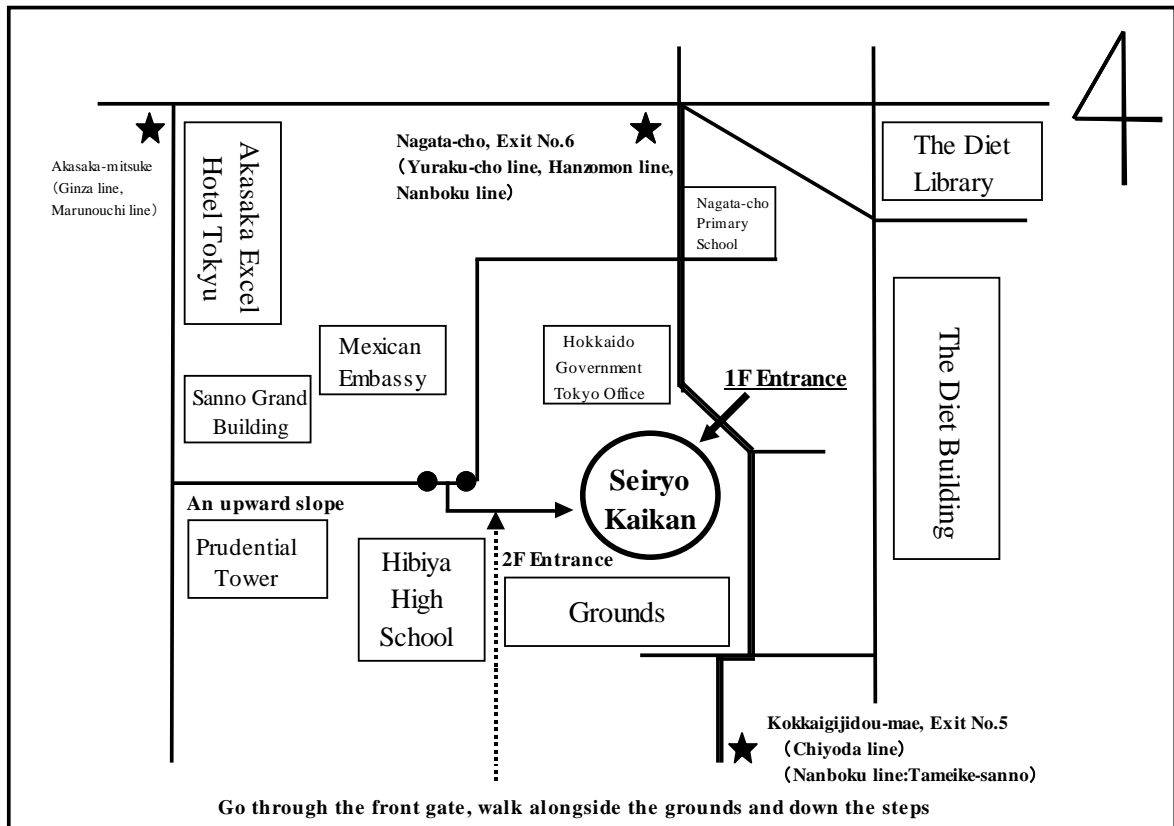 Akasaka-mitsuke
（Ginza line,
Marunouchi line）
Akasaka Excel
Hotel Tokyu
Nagata-cho, Exit No.6
（Yuraku-cho line, Hanzomon line,
Nanboku line）
The Diet
Library
Nagata-cho
Primary
School
Mexican
Embassy
Hokkaido
Government
Tokyo Office
1F Entrance
Sanno Grand
Building
The Diet Building
Seiryo
Kaikan
An upward slope
Prudential
Tower
Hibiya
High
School
2F Entrance
Grounds
Kokkaigijidou-mae, Exit No.5
（Chiyoda line）
（Nanboku line:Tameike-sanno）
Go through the front gate, walk alongside the grounds and down the steps